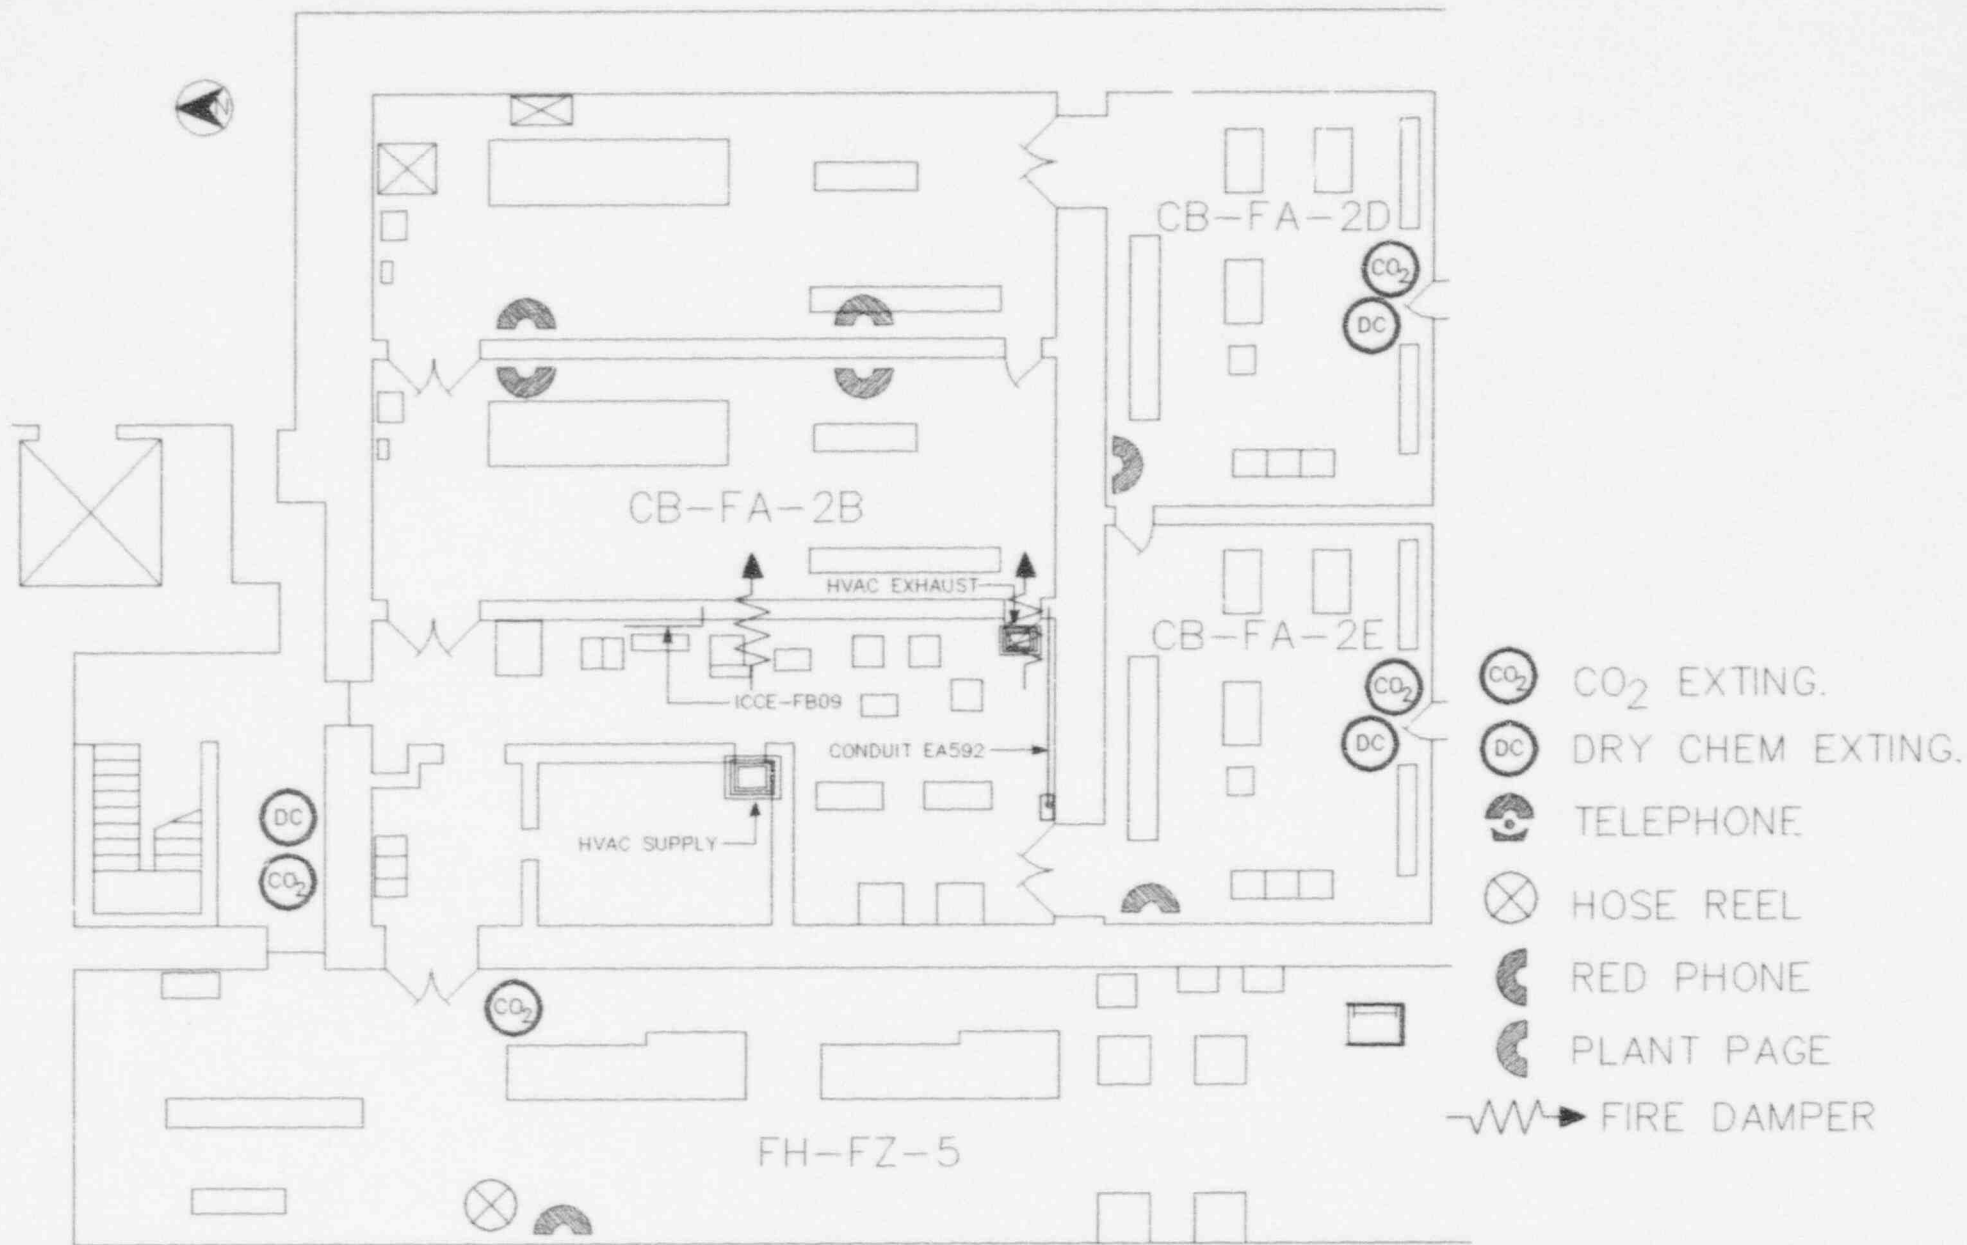 N
CB-FA-2D
CO2
DC
CB-FA-2B
HVAC EXHAUST
CB-FA-2E
CO2
DC
ICCE-FB09
CONDUIT EA592
HVAC SUPPLY
DC
CO2
CO2
FH-FZ-5
CO2 CO2 EXTING.
DC DRY CHEM EXTING.
TELEPHONE
HOSE REEL
RED PHONE
PLANT PAGE
FIRE DAMPER